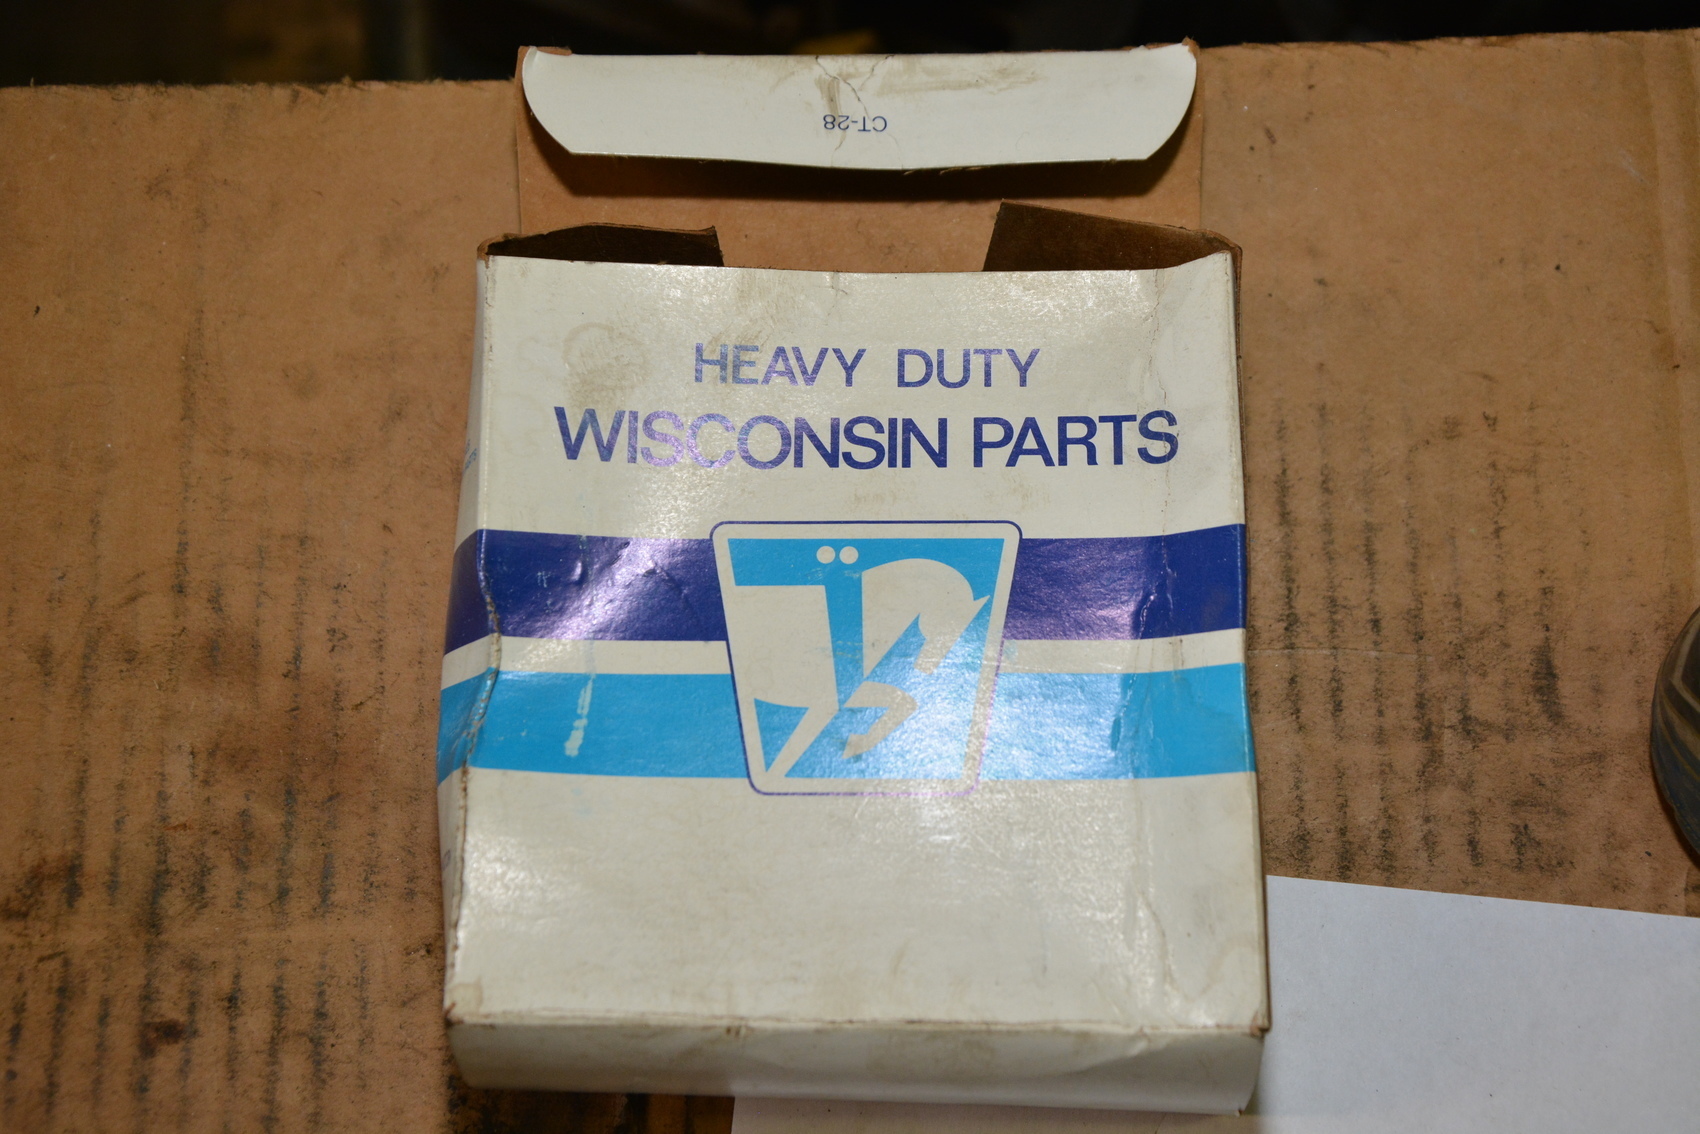 CT-28
HEAVY DUTY
WISCONSIN PARTS